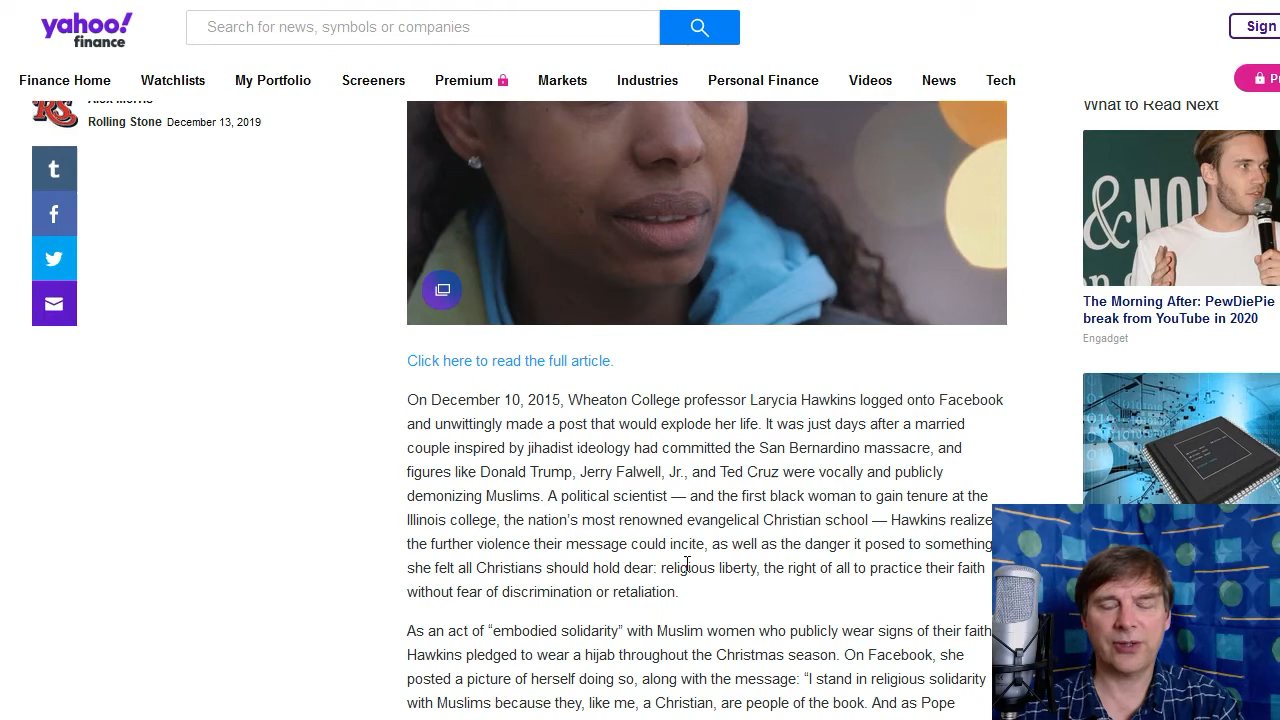 yahoo!
finance
Search for news, symbols or companies
Sign
Finance Home Watchlists My Portfolio Screeners Premium Markets Industries Personal Finance Videos News Tech
Alex Morris
Rolling Stone December 13, 2019
RS
t
f
&NO
Click here to read the full article.
On December 10, 2015, Wheaton College professor Larycia Hawkins logged onto Facebook
and unwittingly made a post that would explode her life. It was just days after a married
couple inspired by jihadist ideology had committed the San Bernardino massacre, and
figures like Donald Trump, Jerry Falwell, Jr., and Ted Cruz were vocally and publicly
demonizing Muslims. A political scientist — and the first black woman to gain tenure at the
Illinois college, the nation’s most renowned evangelical Christian school — Hawkins realize
the further violence their message could incite, as well as the danger it posed to something
she felt all Christians should hold dear: religious liberty, the right of all to practice their faith
without fear of discrimination or retaliation.
As an act of “embodied solidarity” with Muslim women who publicly wear signs of their faith,
Hawkins pledged to wear a hijab throughout the Christmas season. On Facebook, she
posted a picture of herself doing so, along with the message: “I stand in religious solidarity
with Muslims because they, like me, a Christian, are people of the book. And as Pope
What to Read Next
The Morning After: PewDiePie
break from YouTube in 2020
Engadget